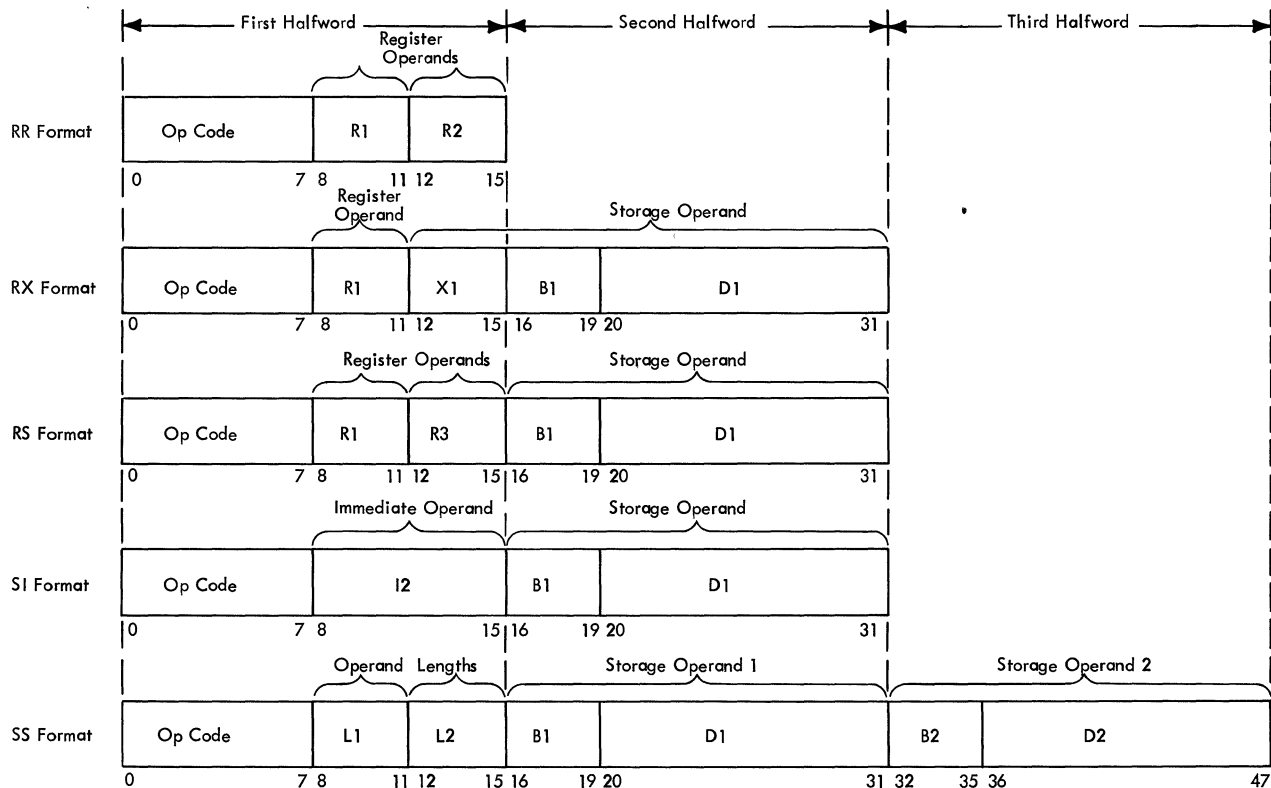 First Halfword Second Halfword Third Halfword
Register
Operands
RR Format Op Code R1 R2
0 7 8 11 12 15
Register
Operand Storage Operand
RX Format Op Code R1 X1 B1 D1
0 7 8 11 12 15 16 19 20 31
Register Operands Storage Operand
RS Format Op Code R1 R3 B1 D1
0 7 8 11 12 15 16 19 20 31
Immediate Operand Storage Operand
SI Format Op Code I2 B1 D1
0 7 8 15 16 19 20 31
Operand Lengths Storage Operand 1 Storage Operand 2
SS Format Op Code L1 L2 B1 D1 B2 D2
0 7 8 11 12 15 16 19 20 31 32 35 36 47